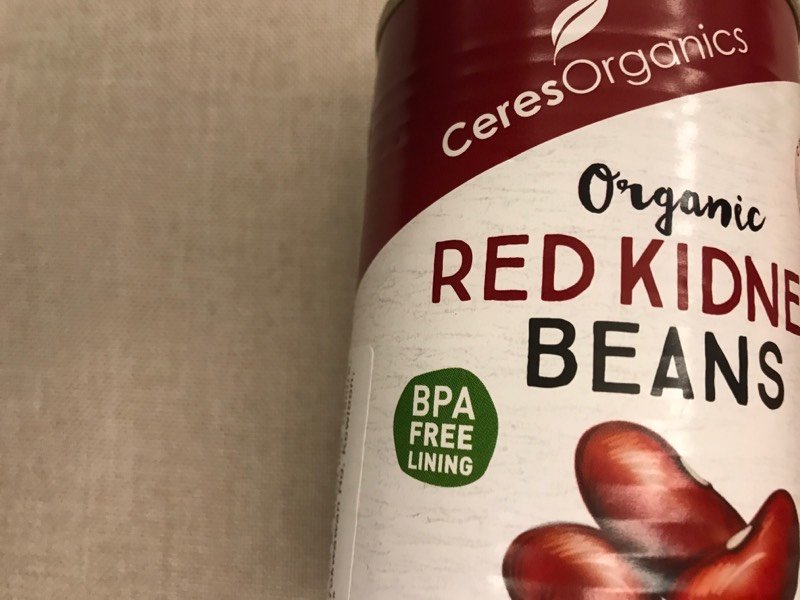 CeresOrganics
Organic
RED KIDNE
BEANS
BPA
FREE
LINING